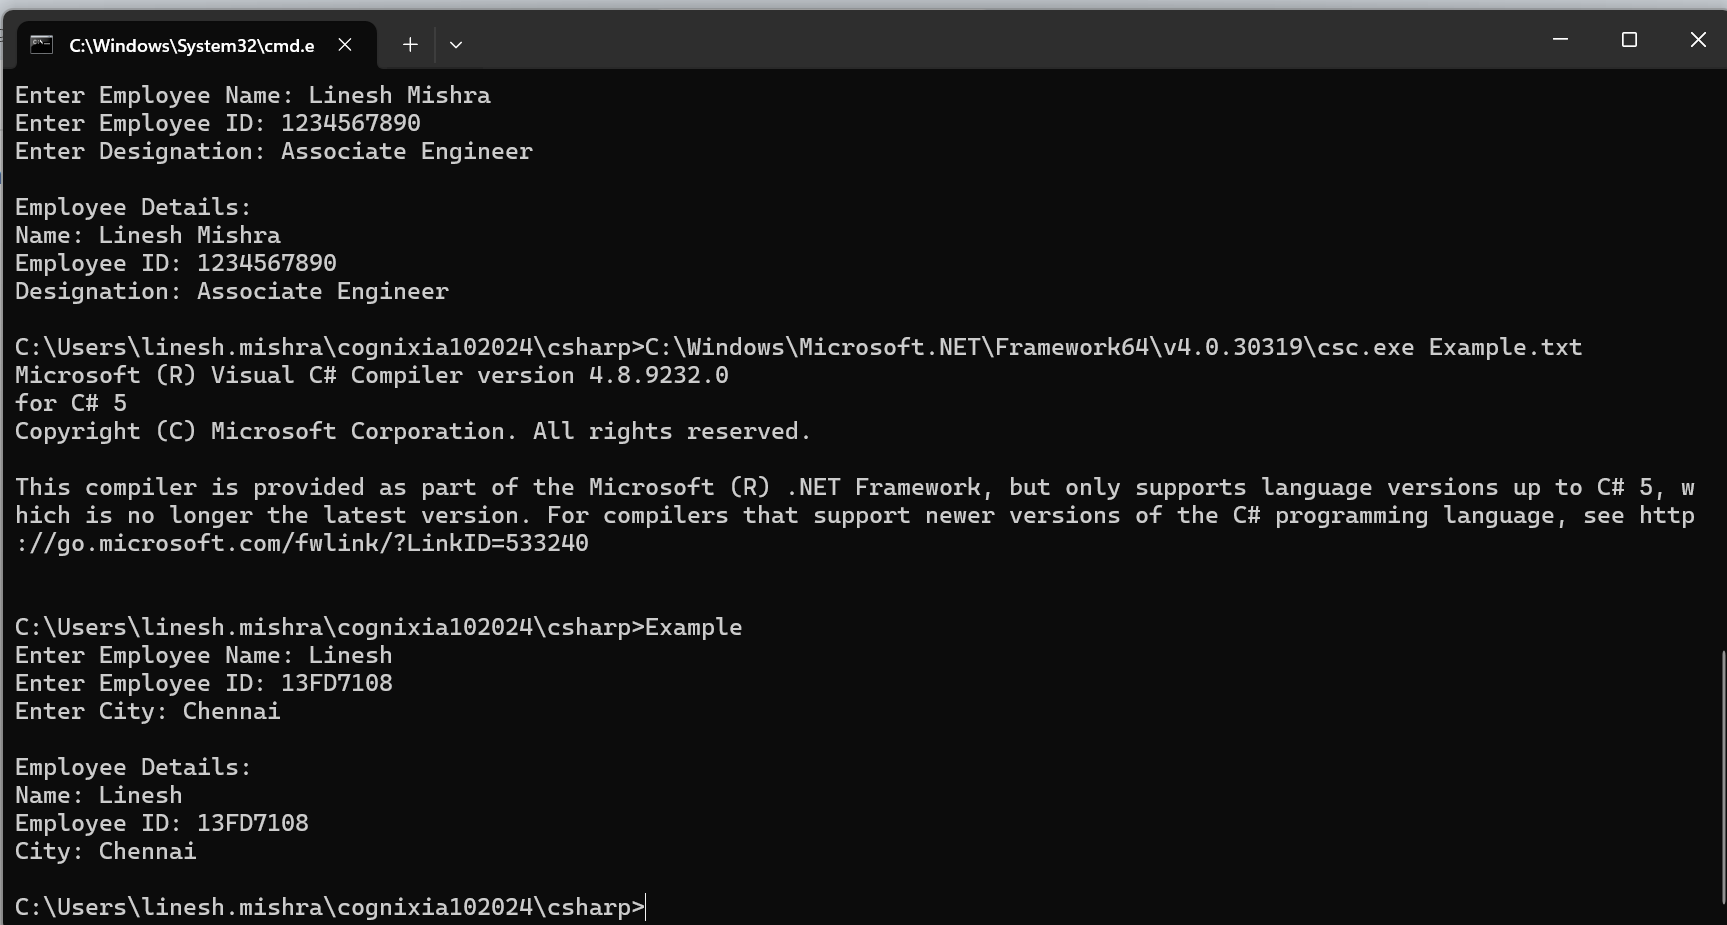 C:\Windows\System32\cmd.e
Enter Employee Name: Linesh Mishra
Enter Employee ID: 1234567890
Enter Designation: Associate Engineer
Employee Details:
Name: Linesh Mishra
Employee ID: 1234567890
Designation: Associate Engineer
C:\Users\linesh.mishra\cognixia102024\csharp>C:\Windows\Microsoft.NET\Framework64\v4.0.30319\csc.exe Example.txt
Microsoft (R) Visual C# Compiler version 4.8.9232.0
for C# 5
Copyright (C) Microsoft Corporation. All rights reserved.
This compiler is provided as part of the Microsoft (R) .NET Framework, but only supports language versions up to C# 5, w
hich is no longer the latest version. For compilers that support newer versions of the C# programming language, see http
://go.microsoft.com/fwlink/?LinkID=533240
C:\Users\linesh.mishra\cognixia102024\csharp>Example
Enter Employee Name: Linesh
Enter Employee ID: 13FD7108
Enter City: Chennai
Employee Details:
Name: Linesh
Employee ID: 13FD7108
City: Chennai
C:\Users\linesh.mishra\cognixia102024\csharp>